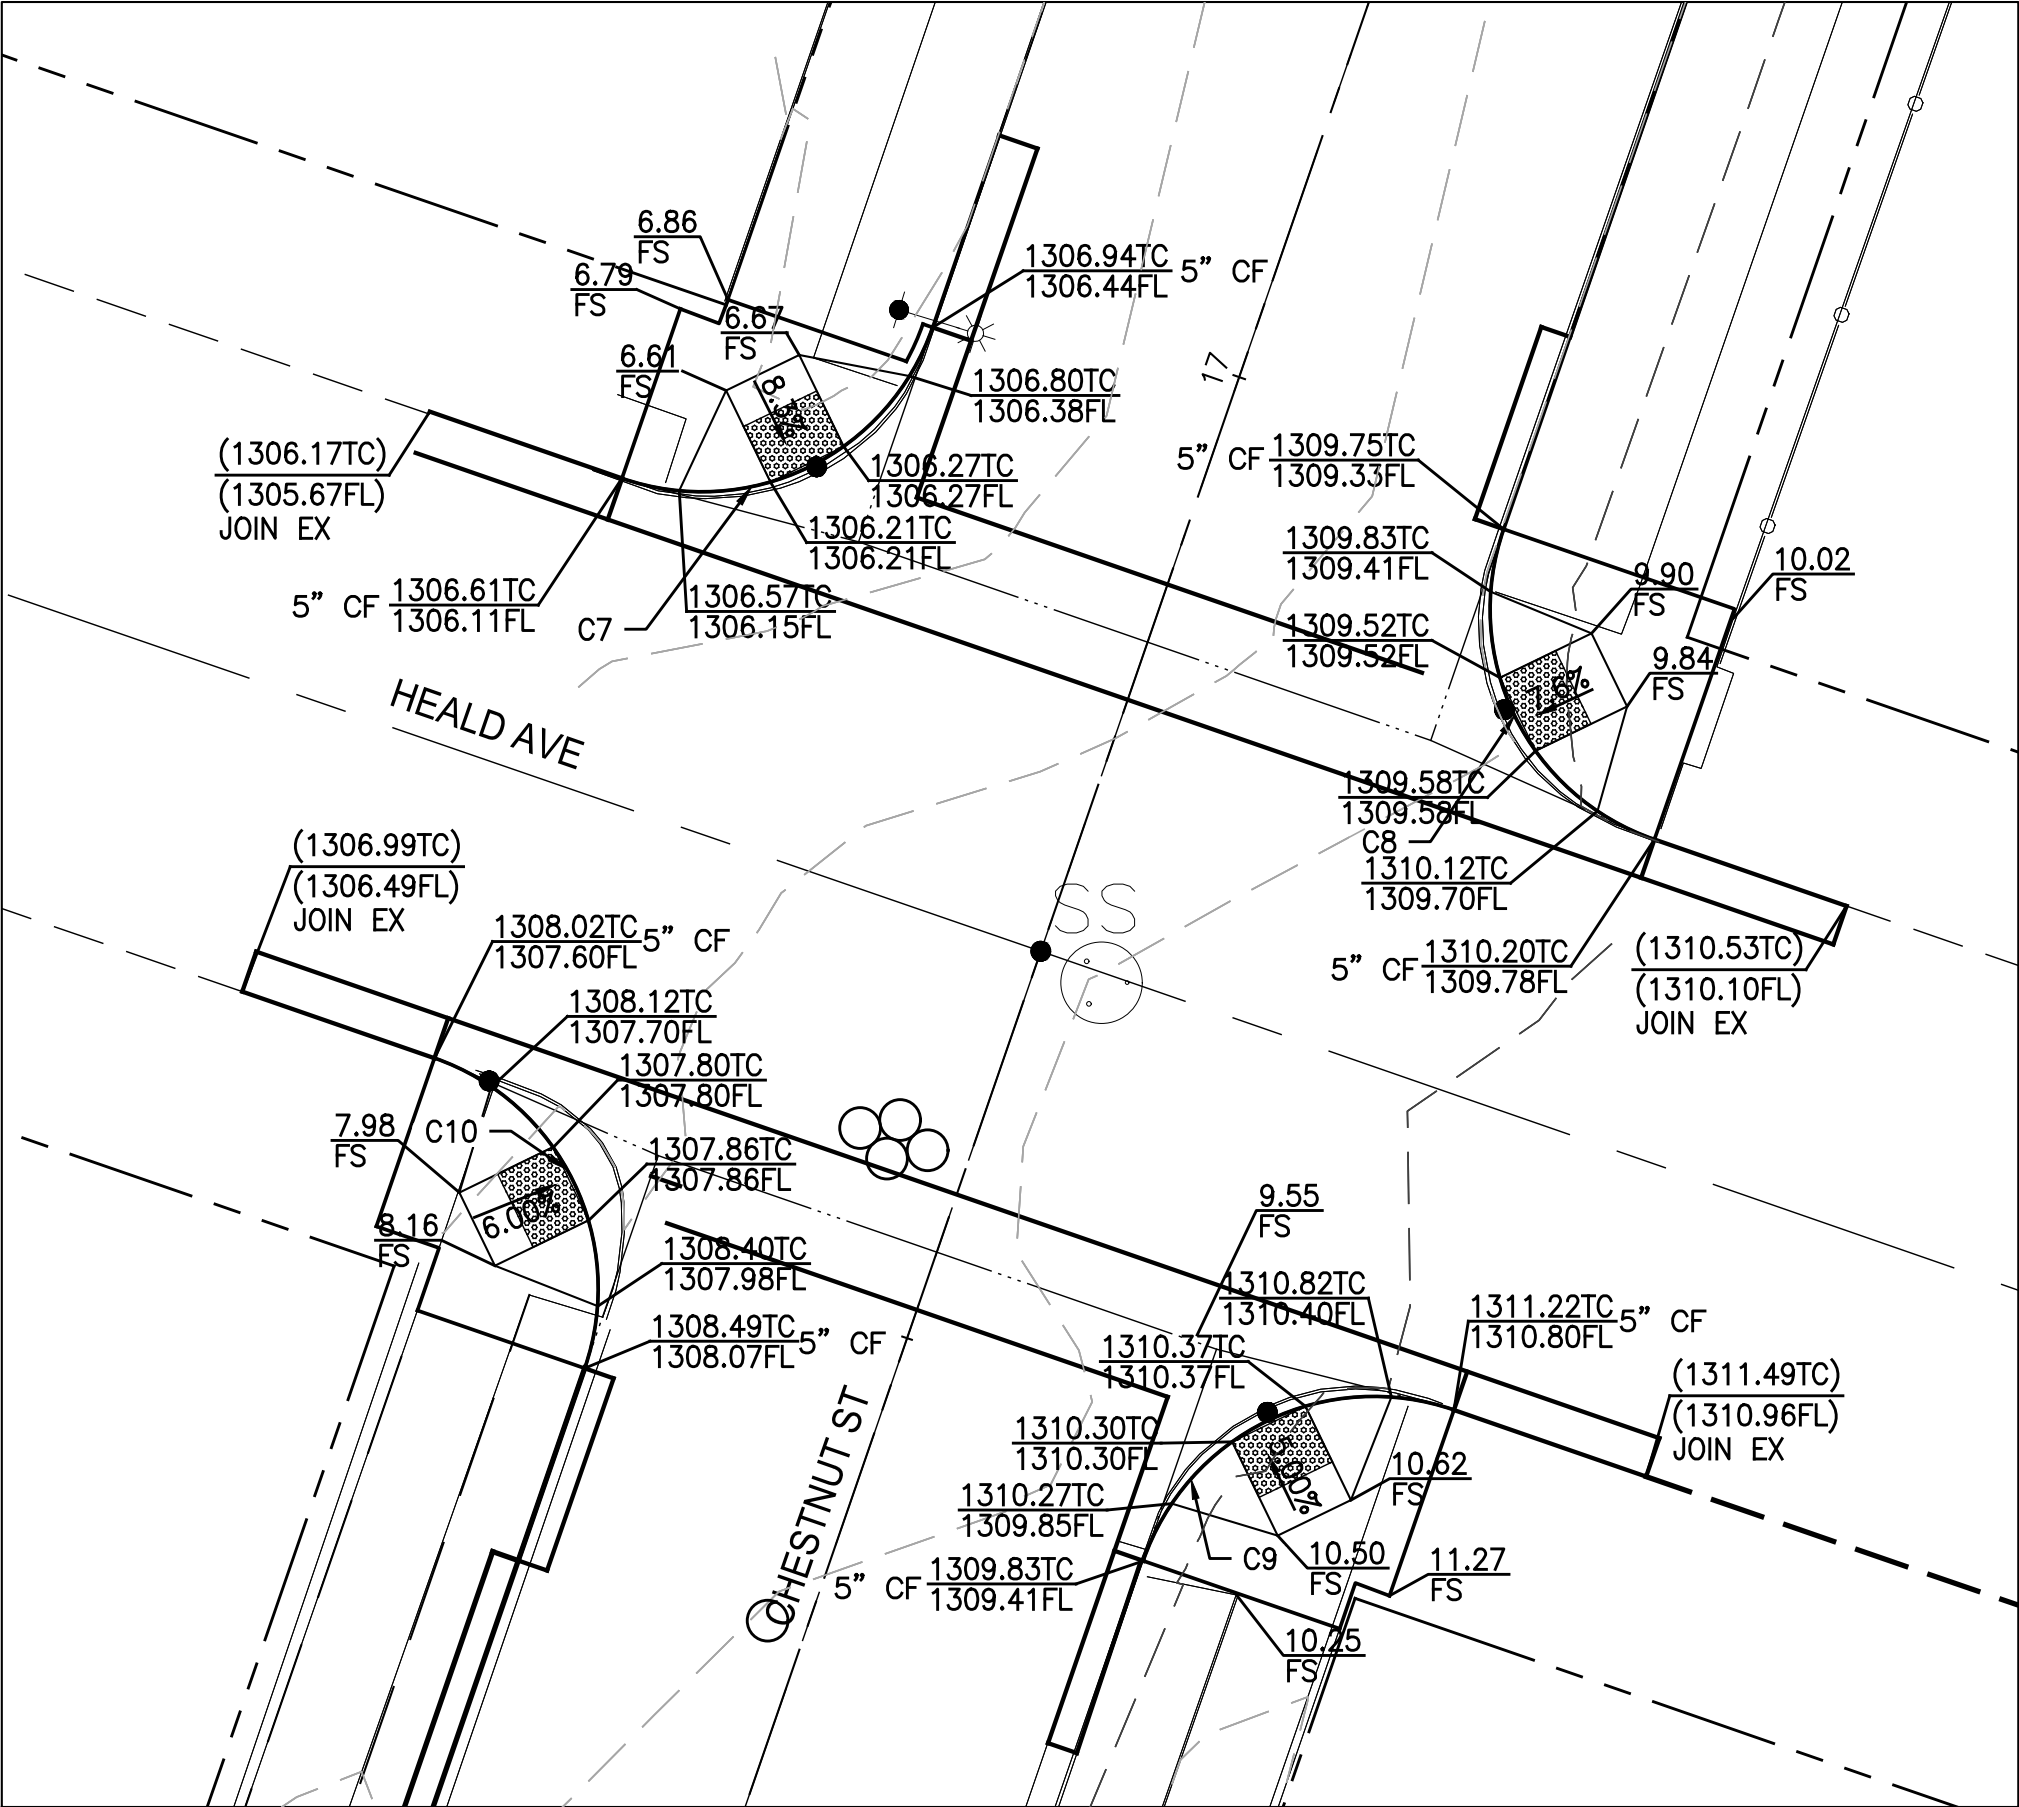 6.86
FS
6.79
FS
1306.94TC
1306.44FL
5” CF
6.67
FS
6.61
FS
8.3%
17
1306.80TC
1306.38FL
(1306.17TC)
(1305.67FL)
JOIN EX
1306.27TC
1306.27FL
5” CF
1309.75TC
1309.33FL
1306.21TC
1306.21FL
1309.83TC
1309.41FL
9.90
FS
10.02
FS
5” CF
1306.61TC
1306.11FL
C7
1306.57TC
1306.15FL
1309.52TC
1309.52FL
9.84
FS
7.6%
HEALD AVE
1309.58TC
1309.58FL
C8
(1306.99TC)
(1306.49FL)
JOIN EX
1310.12TC
1309.70FL
SS
1308.02TC
1307.60FL
5” CF
5” CF
1310.20TC
1309.78FL
(1310.53TC)
(1310.10FL)
JOIN EX
1308.12TC
1307.70FL
1307.80TC
1307.80FL
7.98
FS
C10
1307.86TC
1307.86FL
6.00%
8.16
FS
9.55
FS
1308.40TC
1307.98FL
1310.82TC
1310.40FL
1311.22TC
1310.80FL
5” CF
1308.49TC
1308.07FL
5” CF
1310.37TC
1310.37FL
(1311.49TC)
(1310.96FL)
JOIN EX
1310.30TC
1310.30FL
5.00%
10.62
FS
1310.27TC
1309.85FL
CHESTNUT ST
C9
10.50
FS
11.27
FS
5” CF
1309.83TC
1309.41FL
10.25
FS